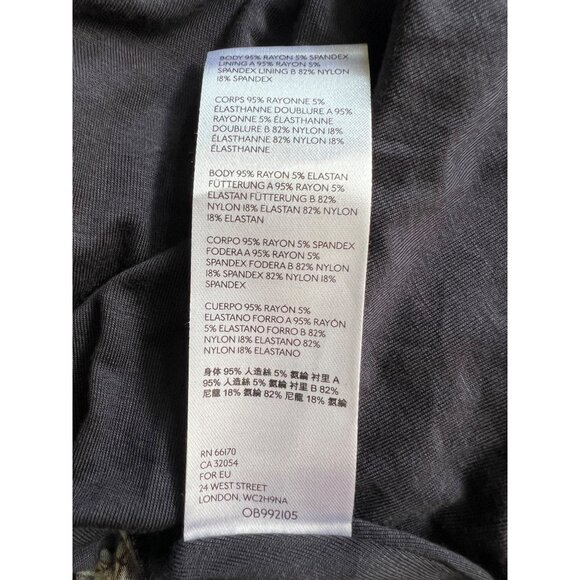 BODY 95% RAYON 5% SPANDEX
LINING A 95% RAYON 5%
SPANDEX LINING B 82% NYLON
18% SPANDEX
CORPS 95% RAYONNE 5%
ÉLASTHANNE DOUBLURE A 95%
RAYONNE 5% ÉLASTHANNE
DOUBLURE B 82% NYLON 18%
ÉLASTHANNE
BODY 95% RAYON 5% ELASTAN
FÜTTERUNG A 95% RAYON 5%
ELASTAN FÜTTERUNG B 82%
NYLON 18% ELASTAN 82% NYLON
18% ELASTAN
CORPO 95% RAYON 5% SPANDEX
FODERA A 95% RAYON 5%
SPANDEX FODERA B 82% NYLON
18% SPANDEX 82% NYLON 18%
SPANDEX
CUERPO 95% RAYÓN 5%
ELASTANO FORRO A 95% RAYÓN
5% ELASTANO FORRO B 82%
NYLON 18% ELASTANO 82%
NYLON 18% ELASTANO
身体 95% 人造絲 5% 氨綸 衬里 A
95% 人造絲 5% 氨綸 衬里 B 82%
尼龍 18% 氨綸 82% 尼龍 18% 氨綸
RN 66170
CA 32054
FOR EU
24 WEST STREET
LONDON, WC2H9NA
OB992105